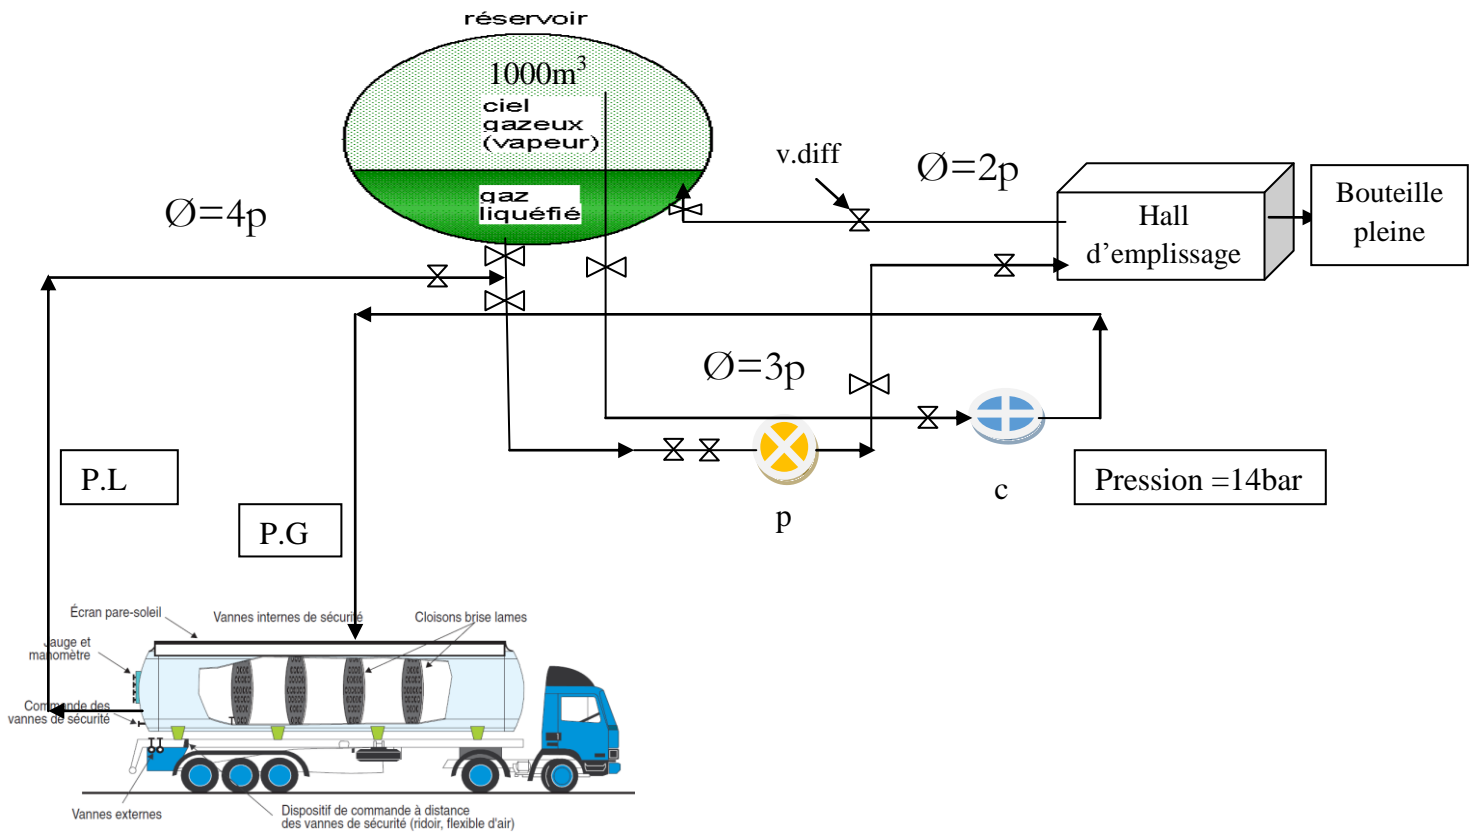 réservoir
1000m³
ciel
gazeux
(vapeur)
gaz
liquéfié
Ø=4p
v.diff
Ø=2p
Hall
d'emplissage
Bouteille
pleine
Ø=3p
P.L
P.G
p
c
Pression =14bar
Écran pare-soleil
Vannes internes de sécurité
Cloisons brise lames
Jauge et
manomètre
Commande des
vannes de sécurité
Vannes externes
Dispositif de commande à distance
des vannes de sécurité (ridoir, flexible d'air)